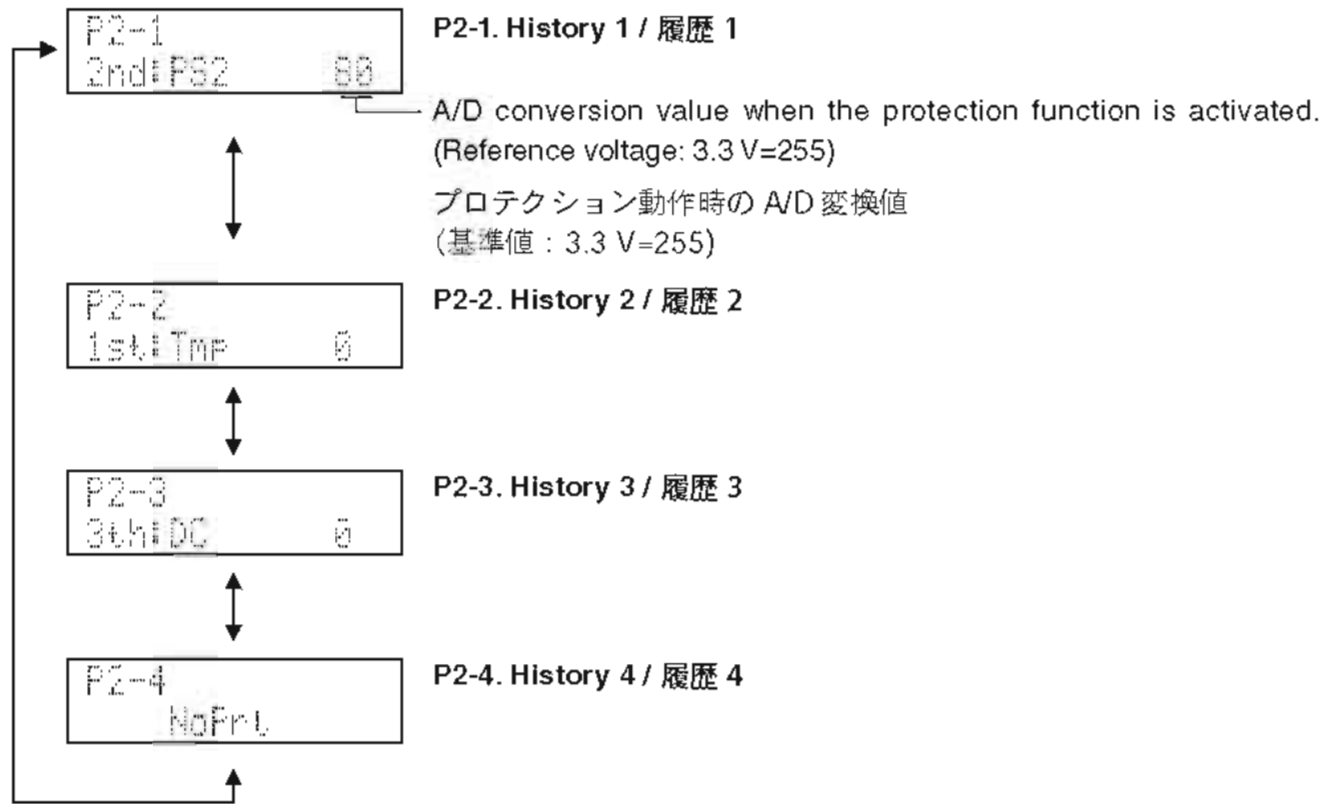 P2-1
2nd:PS2 80
P2-1. History 1 / 履歴 1
A/D conversion value when the protection function is activated.
(Reference voltage: 3.3 V=255)
プロテクション動作時の A/D 変換値
(基準値 : 3.3 V=255)
P2-2
1st:Tmp 0
P2-2. History 2 / 履歴 2
P2-3
3th:DC 0
P2-3. History 3 / 履歴 3
P2-4
NoPrt
P2-4. History 4 / 履歴 4